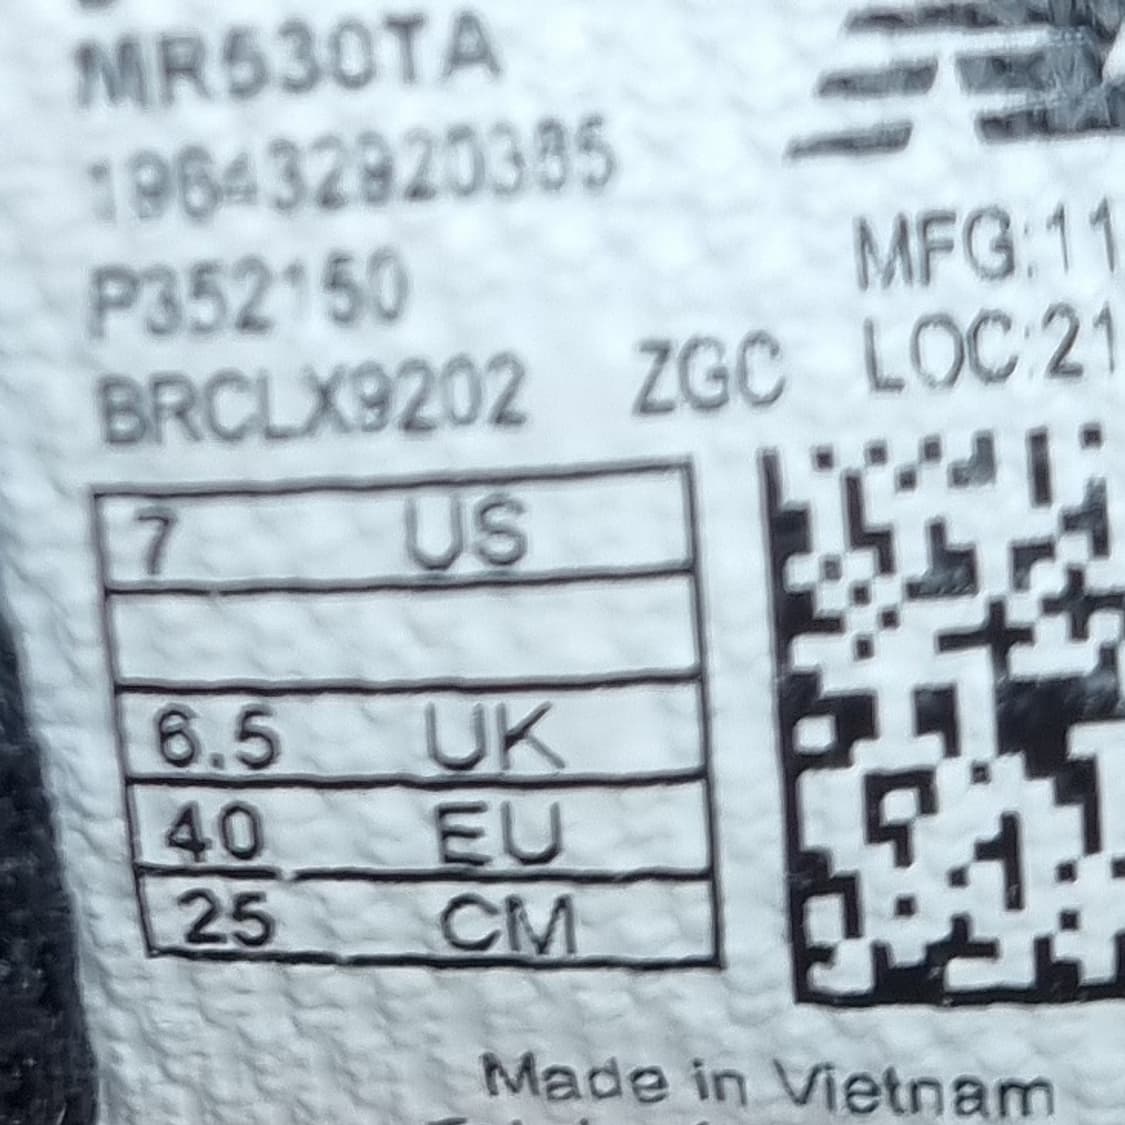 MR530TA
196432920385
P352150
BRCLX9202 ZGC
MFG:11
LOC:21
7 US
6.5 UK
40 EU
25 CM
Made in Vietnam